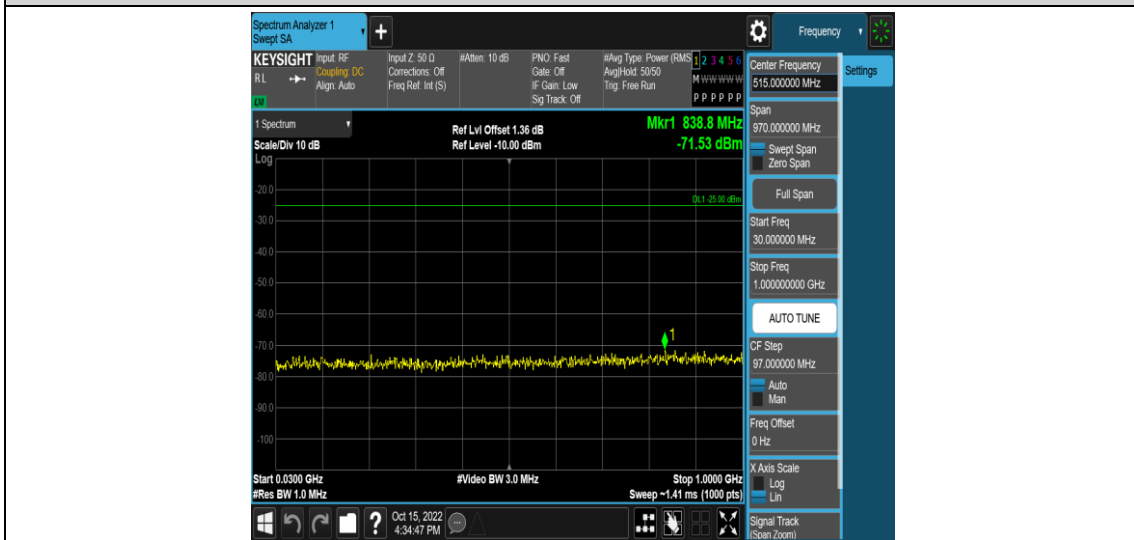 Spectrum Analyzer 1
Swept SA
+
Frequency
KEYSIGHT
RL
LXI
Input: RF
Coupling: DC
Align: Auto
Input Z: 50 Ω
Corrections: Off
Freq Ref: Int (S)
#Atten: 10 dB
PNO: Fast
Gate: Off
IF Gain: Low
Sig Track: Off
#Avg Type: Power (RMS
Avg|Hold: 50/50
Trig: Free Run
1 2 3 4 5 6
M W W W W W
P P P P P P
1 Spectrum
Scale/Div 10 dB
Log
Ref Lvl Offset 1.36 dB
Ref Level -10.00 dBm
Mkr1 838.8 MHz
-71.53 dBm
DL1 -25.00 dBm
-20.0
-30.0
-40.0
-50.0
-60.0
-70.0
-80.0
-90.0
-100
1
Start 0.0300 GHz
#Res BW 1.0 MHz
#Video BW 3.0 MHz
Stop 1.0000 GHz
Sweep ~1.41 ms (1000 pts)
?
Oct 15, 2022
4:34:47 PM
Center Frequency
515.000000 MHz
Settings
Span
970.000000 MHz
Swept Span
Zero Span
Full Span
Start Freq
30.000000 MHz
Stop Freq
1.000000000 GHz
AUTO TUNE
CF Step
97.000000 MHz
Auto
Man
Freq Offset
0 Hz
X Axis Scale
Log
Lin
Signal Track
(Span Zoom)